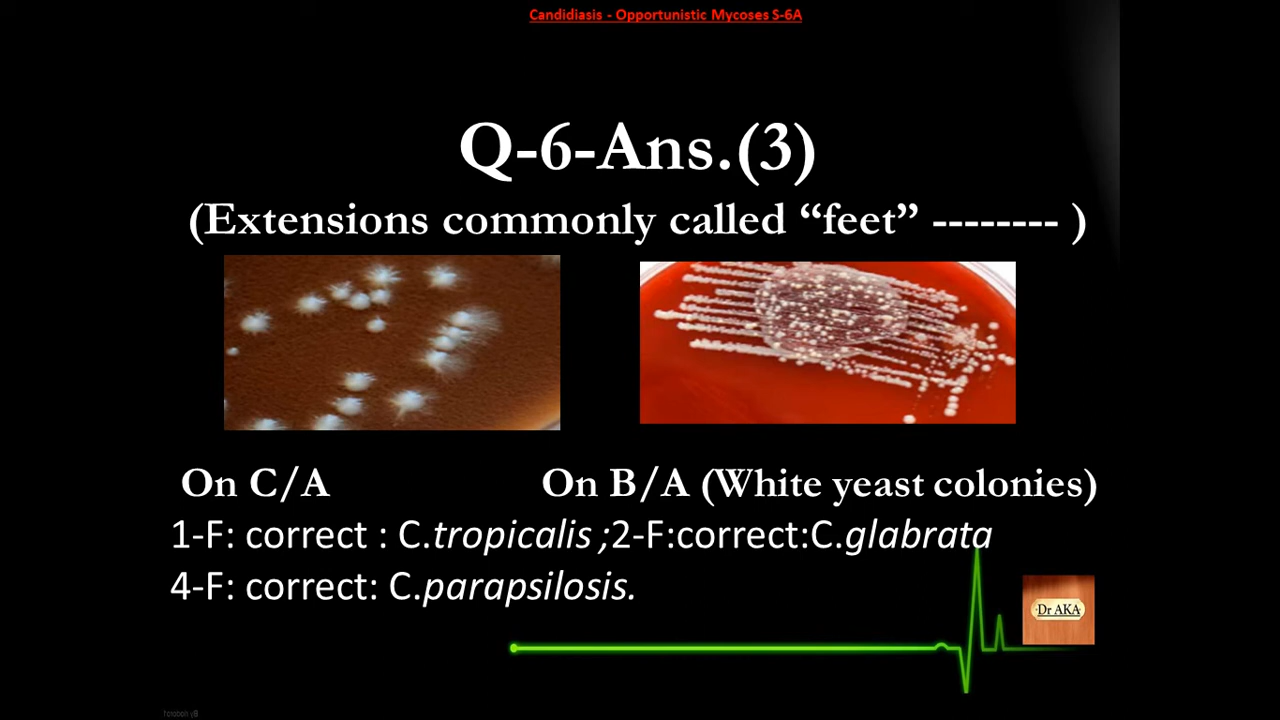 Candidiasis - Opportunistic Mycoses S-6A
Q-6-Ans.(3)
(Extensions commonly called “feet” -------- )
On C/A On B/A (White yeast colonies)
1-F: correct : C.tropicalis ;2-F:correct:C.glabrata
4-F: correct: C.parapsilosis.
Dr AKA